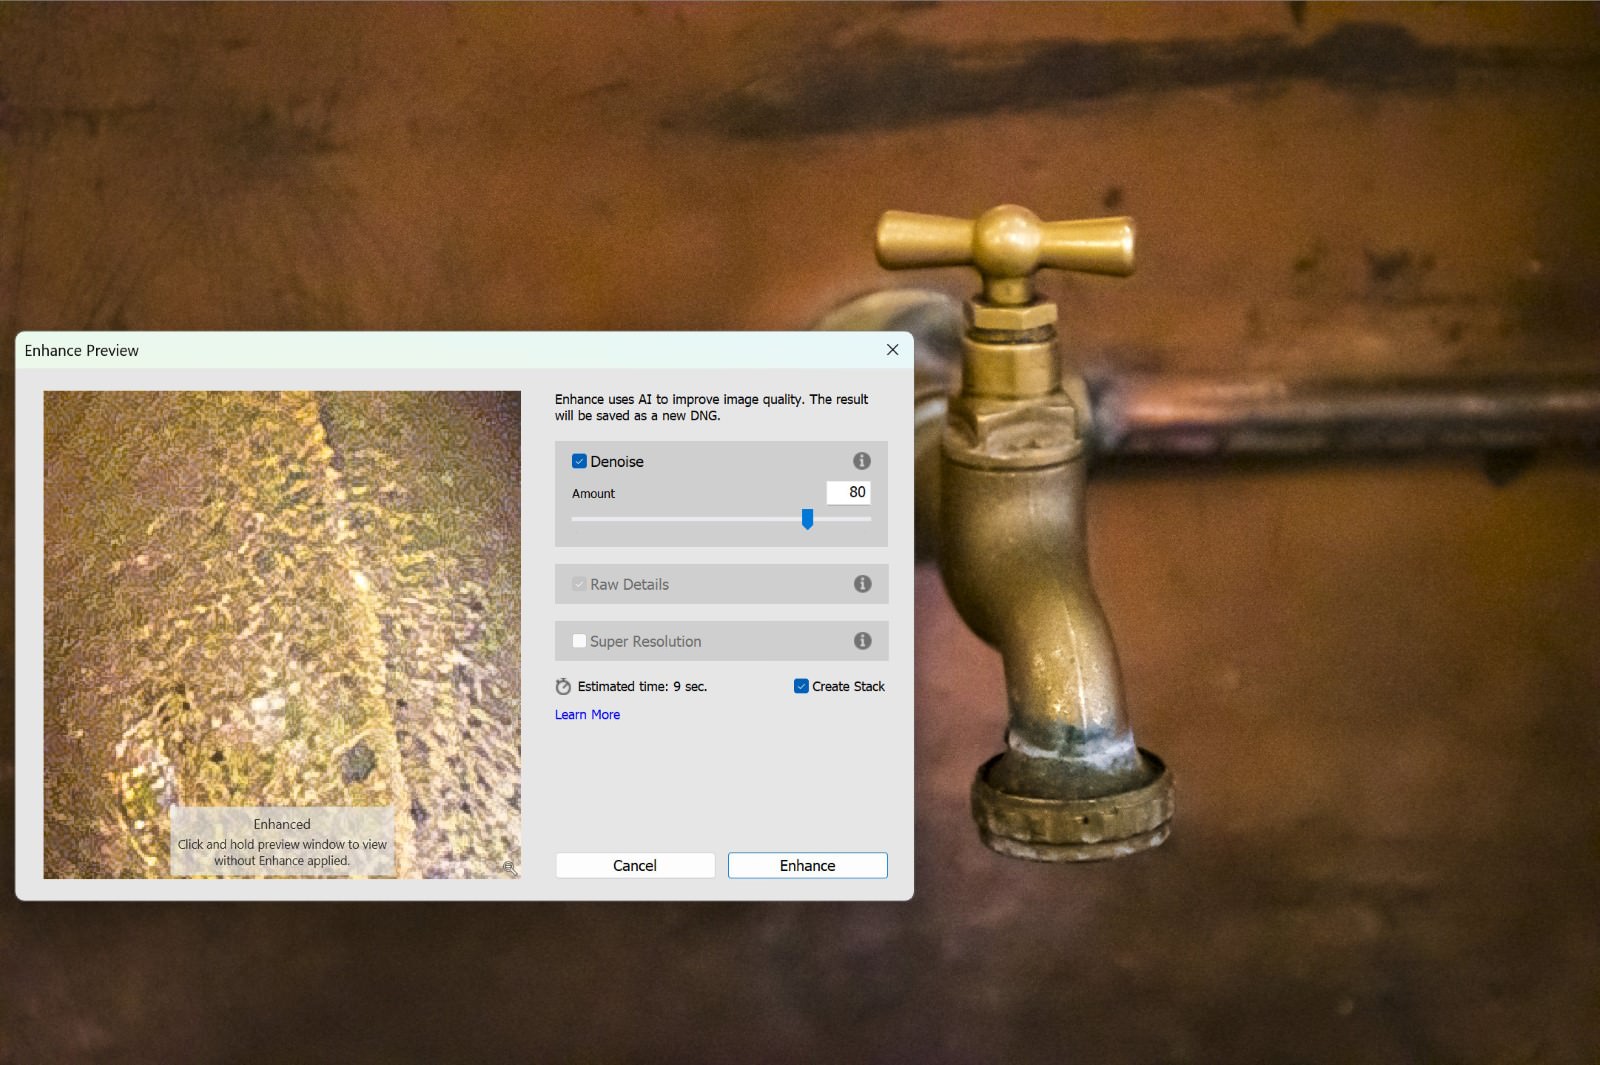 Enhance Preview
Enhance uses AI to improve image quality. The result
will be saved as a new DNG.
Denoise
Amount
80
Raw Details
Super Resolution
Estimated time: 9 sec.
Create Stack
Learn More
Enhanced
Click and hold preview window to view
without Enhance applied.
Cancel
Enhance